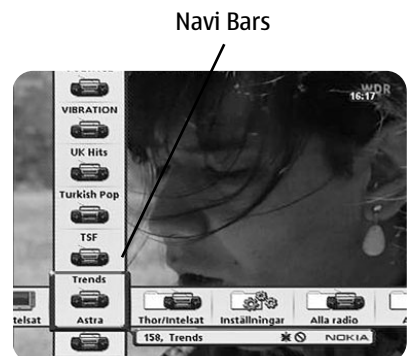 Navi Bars
WDR
16:17
VIBRATION
UK Hits
Turkish Pop
TSF
Trends
telsat
Astra
Thor/Intelsat
Inställningar
Alla radio
158, Trends
NOKIA